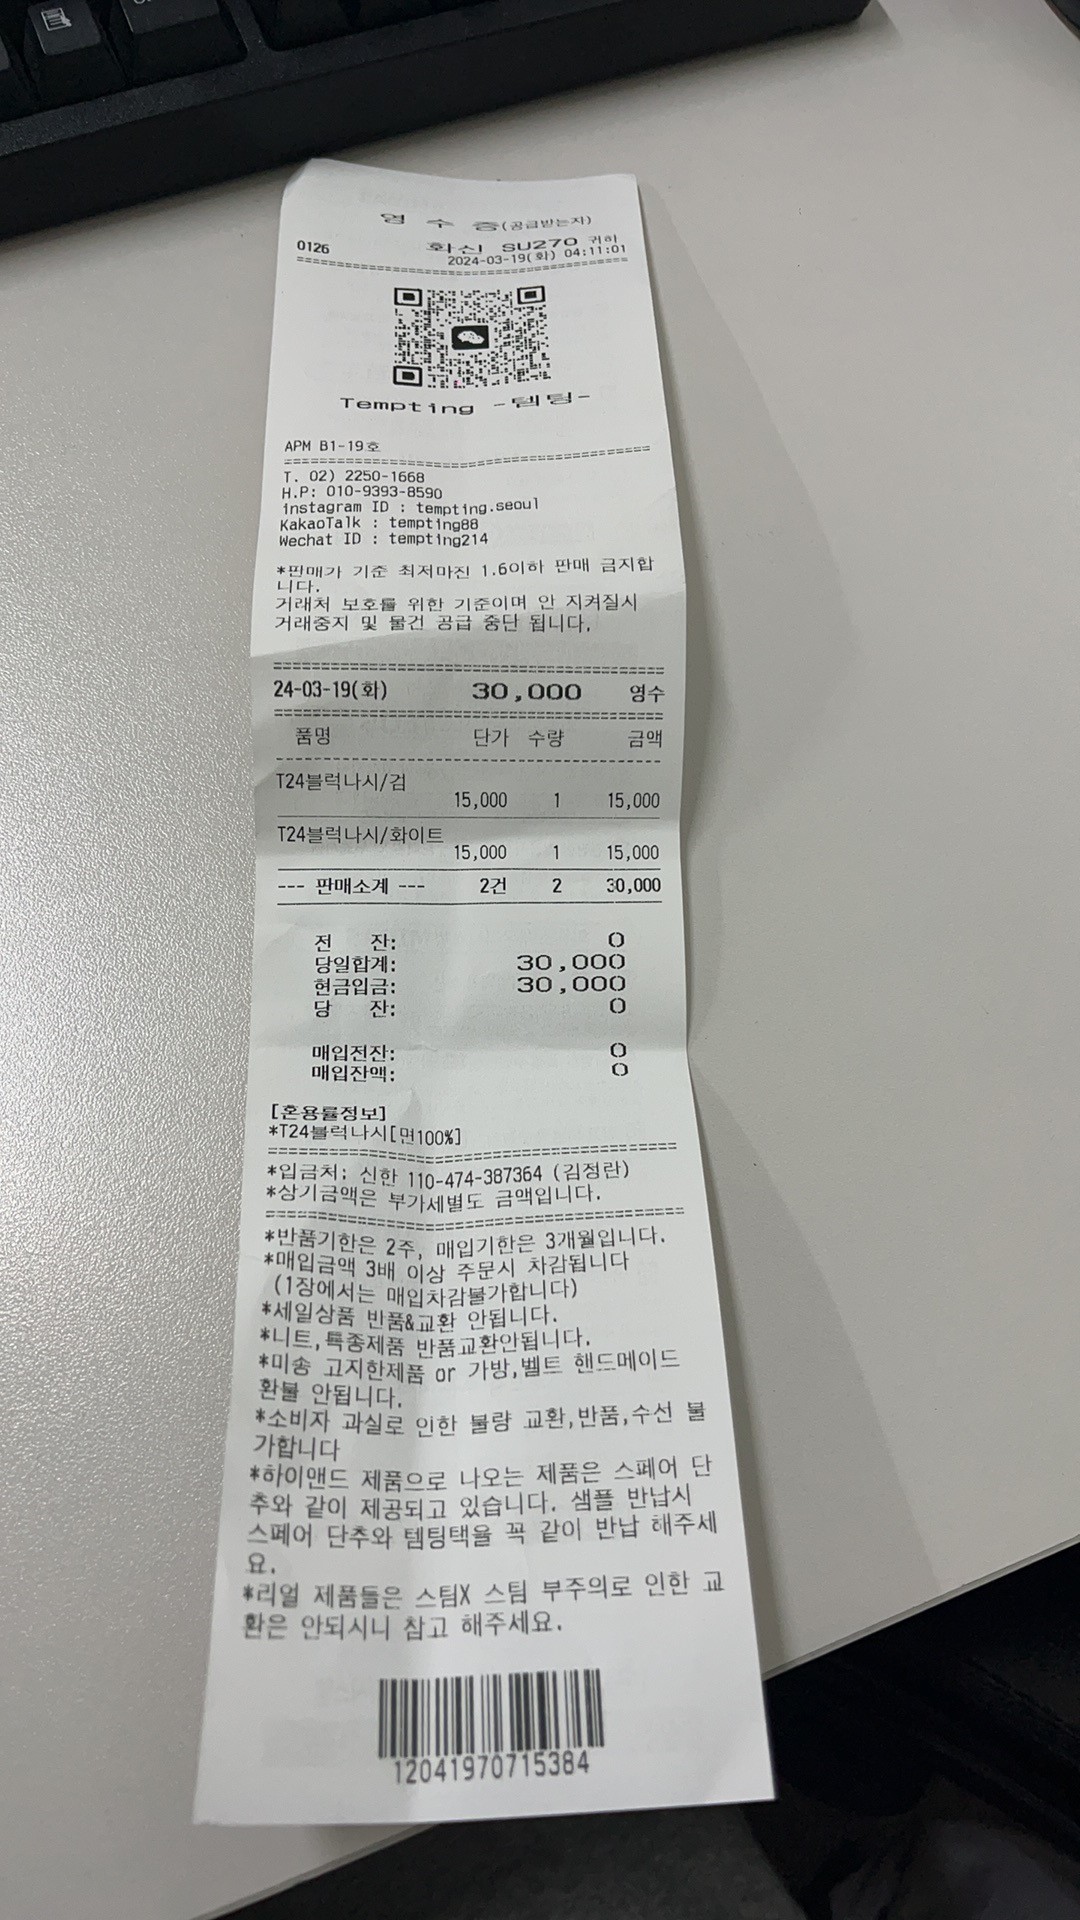 영 수 증(공급받는자)
0126 화신 SU270 귀하
2024-03-19(화) 04:11:01
Tempting -템팅-
APM B1-19호
T. 02) 2250-1668
H.P: 010-9393-8590
instagram ID : tempting.seoul
KakaoTalk : tempting88
Wechat ID : tempting214
*판매가 기준 최저마진 1.6이하 판매 금지합
니다.
거래처 보호를 위한 기준이며 안 지켜질시
거래중지 및 물건 공급 중단 됩니다.
24-03-19(화) 30,000 영수
품명 단가 수량 금액
T24블럭나시/검
15,000 1 15,000
T24블럭나시/화이트
15,000 1 15,000
--- 판매소계 --- 2건 2 30,000
전 잔: 0
당일합계: 30,000
현금입금: 30,000
당 잔: 0
매입전잔: 0
매입잔액: 0
[혼용률정보]
*T24블럭나시[면100%]
*입금처: 신한 110-474-387364 (김정란)
*상기금액은 부가세별도 금액입니다.
*반품기한은 2주, 매입기한은 3개월입니다.
*매입금액 3배 이상 주문시 차감됩니다
(1장에서는 매입차감불가합니다)
*세일상품 반품&교환 안됩니다.
*니트,특종제품 반품교환안됩니다.
*미송 고지한제품 or 가방,벨트 핸드메이드
환불 안됩니다.
*소비자 과실로 인한 불량 교환,반품,수선 불
가합니다
*하이앤드 제품으로 나오는 제품은 스페어 단
추와 같이 제공되고 있습니다. 샘플 반납시
스페어 단추와 템팅택을 꼭 같이 반납 해주세
요.
*리얼 제품들은 스팀X 스팀 부주의로 인한 교
환은 안되시니 참고 해주세요.
12041970715384